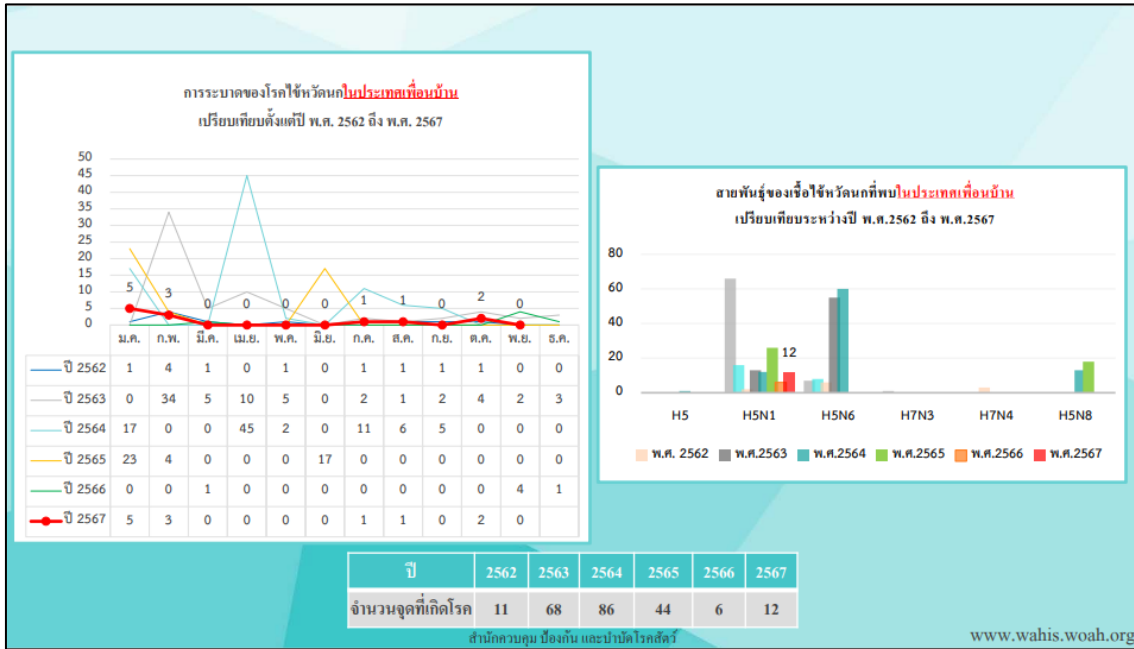 การระบาดของโรคไข้หวัดนกในประเทศเพื่อนบ้าน
เปรียบเทียบตั้งแต่ปี พ.ศ. 2562 ถึง พ.ศ. 2567
50
45
40
35
30
25
20
15
10
5
0
5 3 0 0 0 0 1 1 0 2 0
ม.ค. ก.พ. มี.ค. เม.ย. พ.ค. มิ.ย. ก.ค. ส.ค. ก.ย. ต.ค. พ.ย. ธ.ค.
ปี 2562 1 4 1 0 1 0 1 1 1 1 0 0
ปี 2563 0 34 5 10 5 0 2 1 2 4 2 3
ปี 2564 17 0 0 45 2 0 11 6 5 0 0 0
ปี 2565 23 4 0 0 0 17 0 0 0 0 0 0
ปี 2566 0 0 1 0 0 0 0 0 0 0 4 1
ปี 2567 5 3 0 0 0 0 1 1 0 2 0
สายพันธุ์ของเชื้อไข้หวัดนกที่พบในประเทศเพื่อนบ้าน
เปรียบเทียบระหว่างปี พ.ศ.2562 ถึง พ.ศ.2567
80
60
40
20
0
12
H5 H5N1 H5N6 H7N3 H7N4 H5N8
พ.ศ. 2562 พ.ศ.2563 พ.ศ.2564 พ.ศ.2565 พ.ศ.2566 พ.ศ.2567
ปี 2562 2563 2564 2565 2566 2567
จำนวนจุดที่เกิดโรค 11 68 86 44 6 12
สำนักควบคุม ป้องกัน และบำบัดโรคสัตว์
www.wahis.woah.org